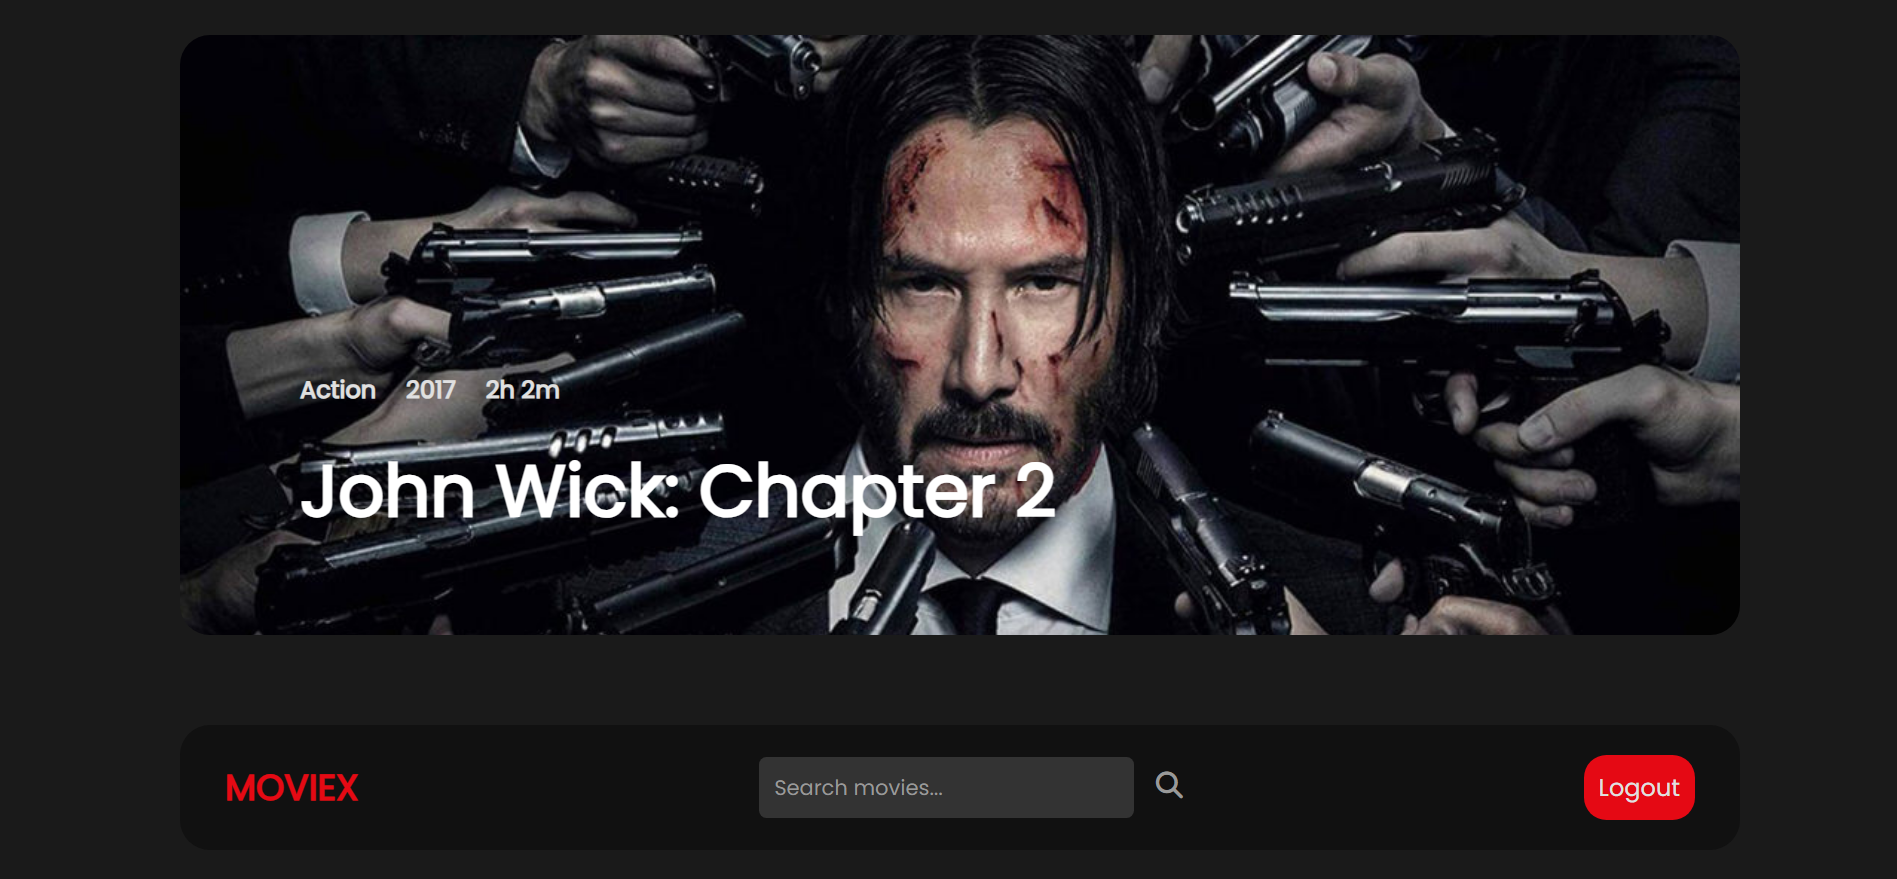 Action 2017 2h 2m
John Wick: Chapter 2
MOVIEX
Search movies...
Logout